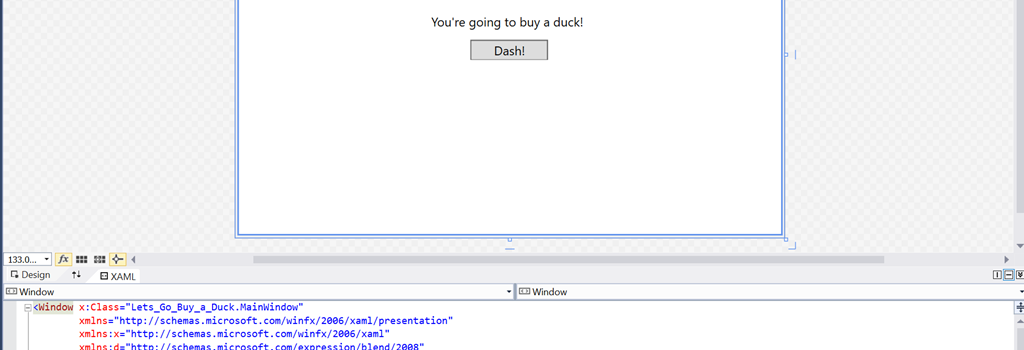 You're going to buy a duck!
Dash!
133.0...
fx
Design
XAML
Window
Window
<Window x:Class="Lets_Go_Buy_a_Duck.MainWindow"
xmlns="http://schemas.microsoft.com/winfx/2006/xaml/presentation"
xmlns:x="http://schemas.microsoft.com/winfx/2006/xaml"
xmlns:d="http://schemas.microsoft.com/expression/blend/2008"